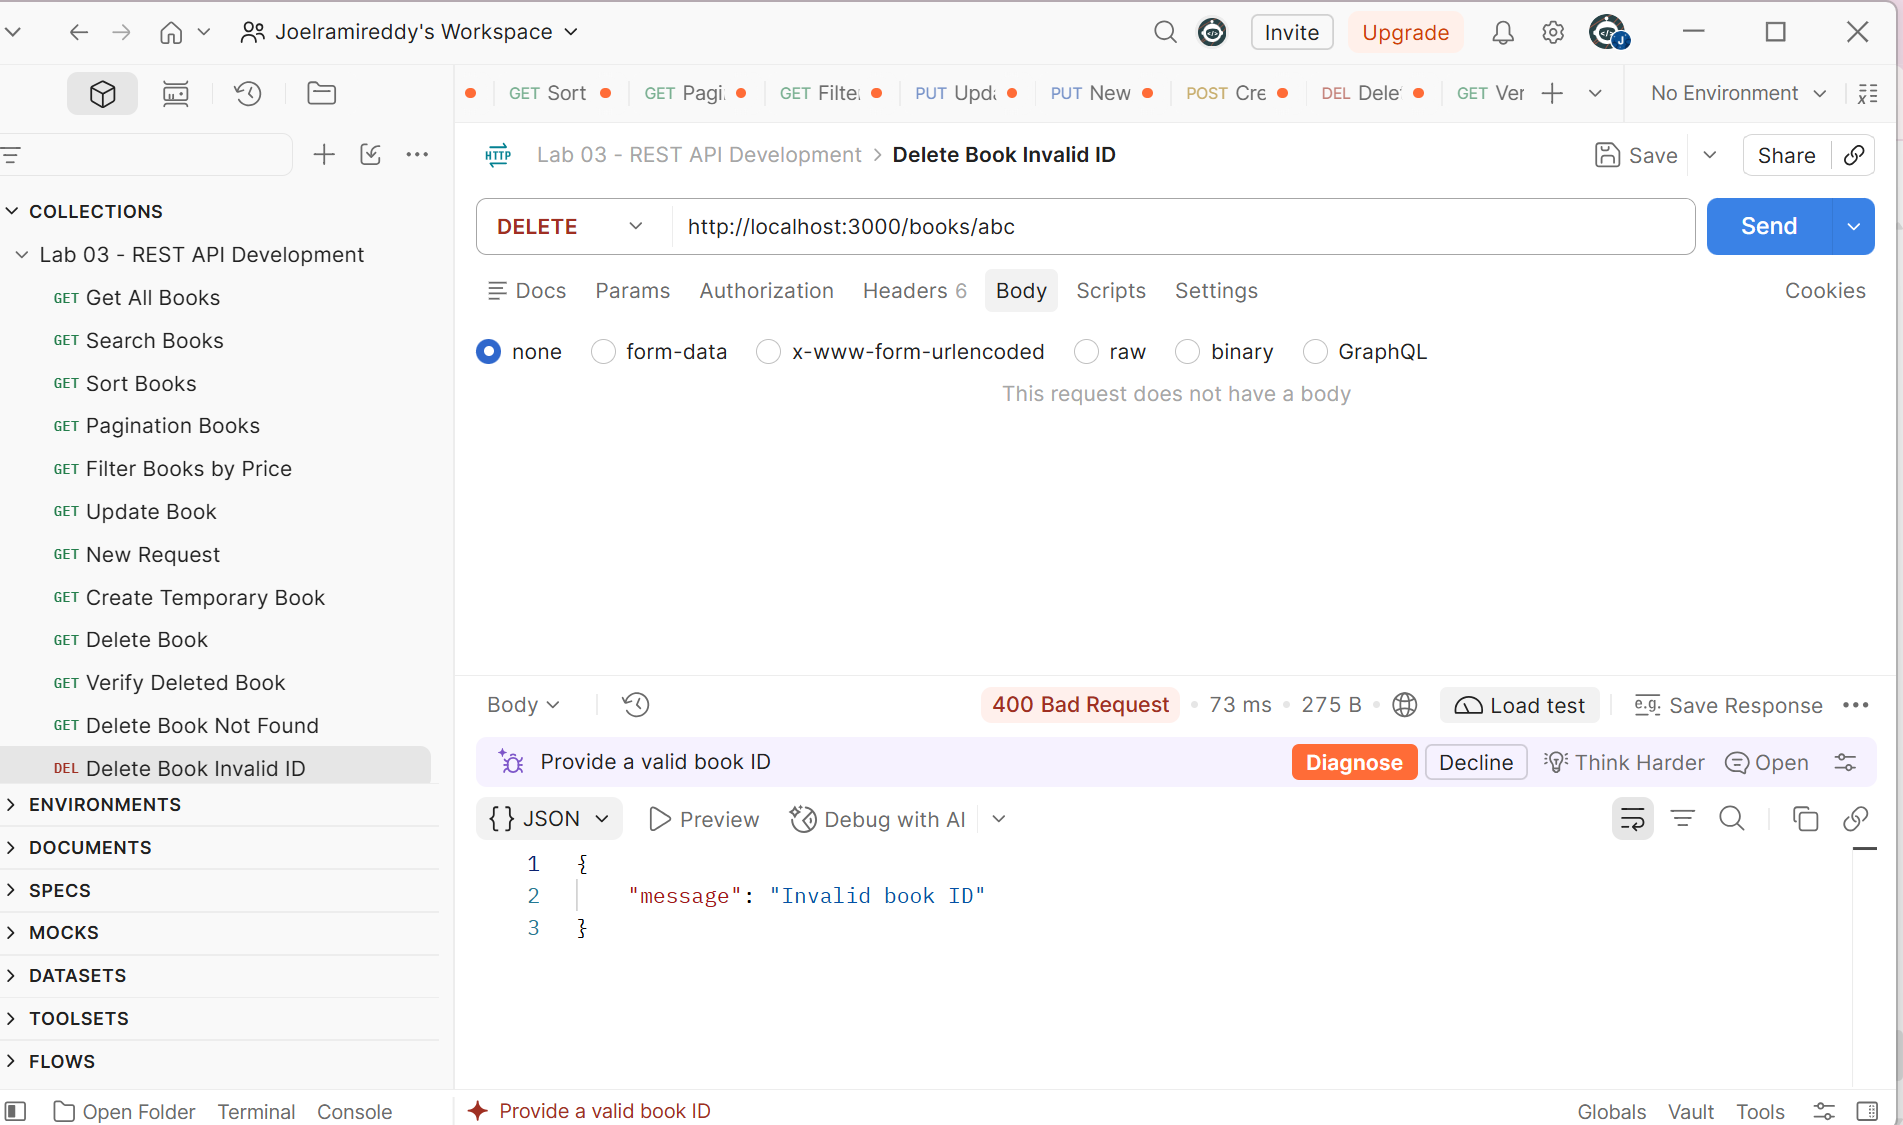 Joelramireddy's Workspace
Invite
Upgrade
J
GET Sort
GET Pagi
GET Filte
PUT Upda
PUT New
POST Cre
DEL Dele
GET Ver
No Environment
HTTP
Lab 03 - REST API Development > Delete Book Invalid ID
Save
Share
COLLECTIONS
Lab 03 - REST API Development
GET Get All Books
GET Search Books
GET Sort Books
GET Pagination Books
GET Filter Books by Price
GET Update Book
GET New Request
GET Create Temporary Book
GET Delete Book
GET Verify Deleted Book
GET Delete Book Not Found
DEL Delete Book Invalid ID
ENVIRONMENTS
DOCUMENTS
SPECS
MOCKS
DATASETS
TOOLSETS
FLOWS
DELETE
http://localhost:3000/books/abc
Send
Docs
Params
Authorization
Headers 6
Body
Scripts
Settings
Cookies
none
form-data
x-www-form-urlencoded
raw
binary
GraphQL
This request does not have a body
Body
400 Bad Request
73 ms
275 B
Load test
e.g. Save Response
Provide a valid book ID
Diagnose
Decline
Think Harder
Open
{} JSON
Preview
Debug with AI
1 {
2 "message": "Invalid book ID"
3 }
Open Folder
Terminal
Console
Provide a valid book ID
Globals
Vault
Tools